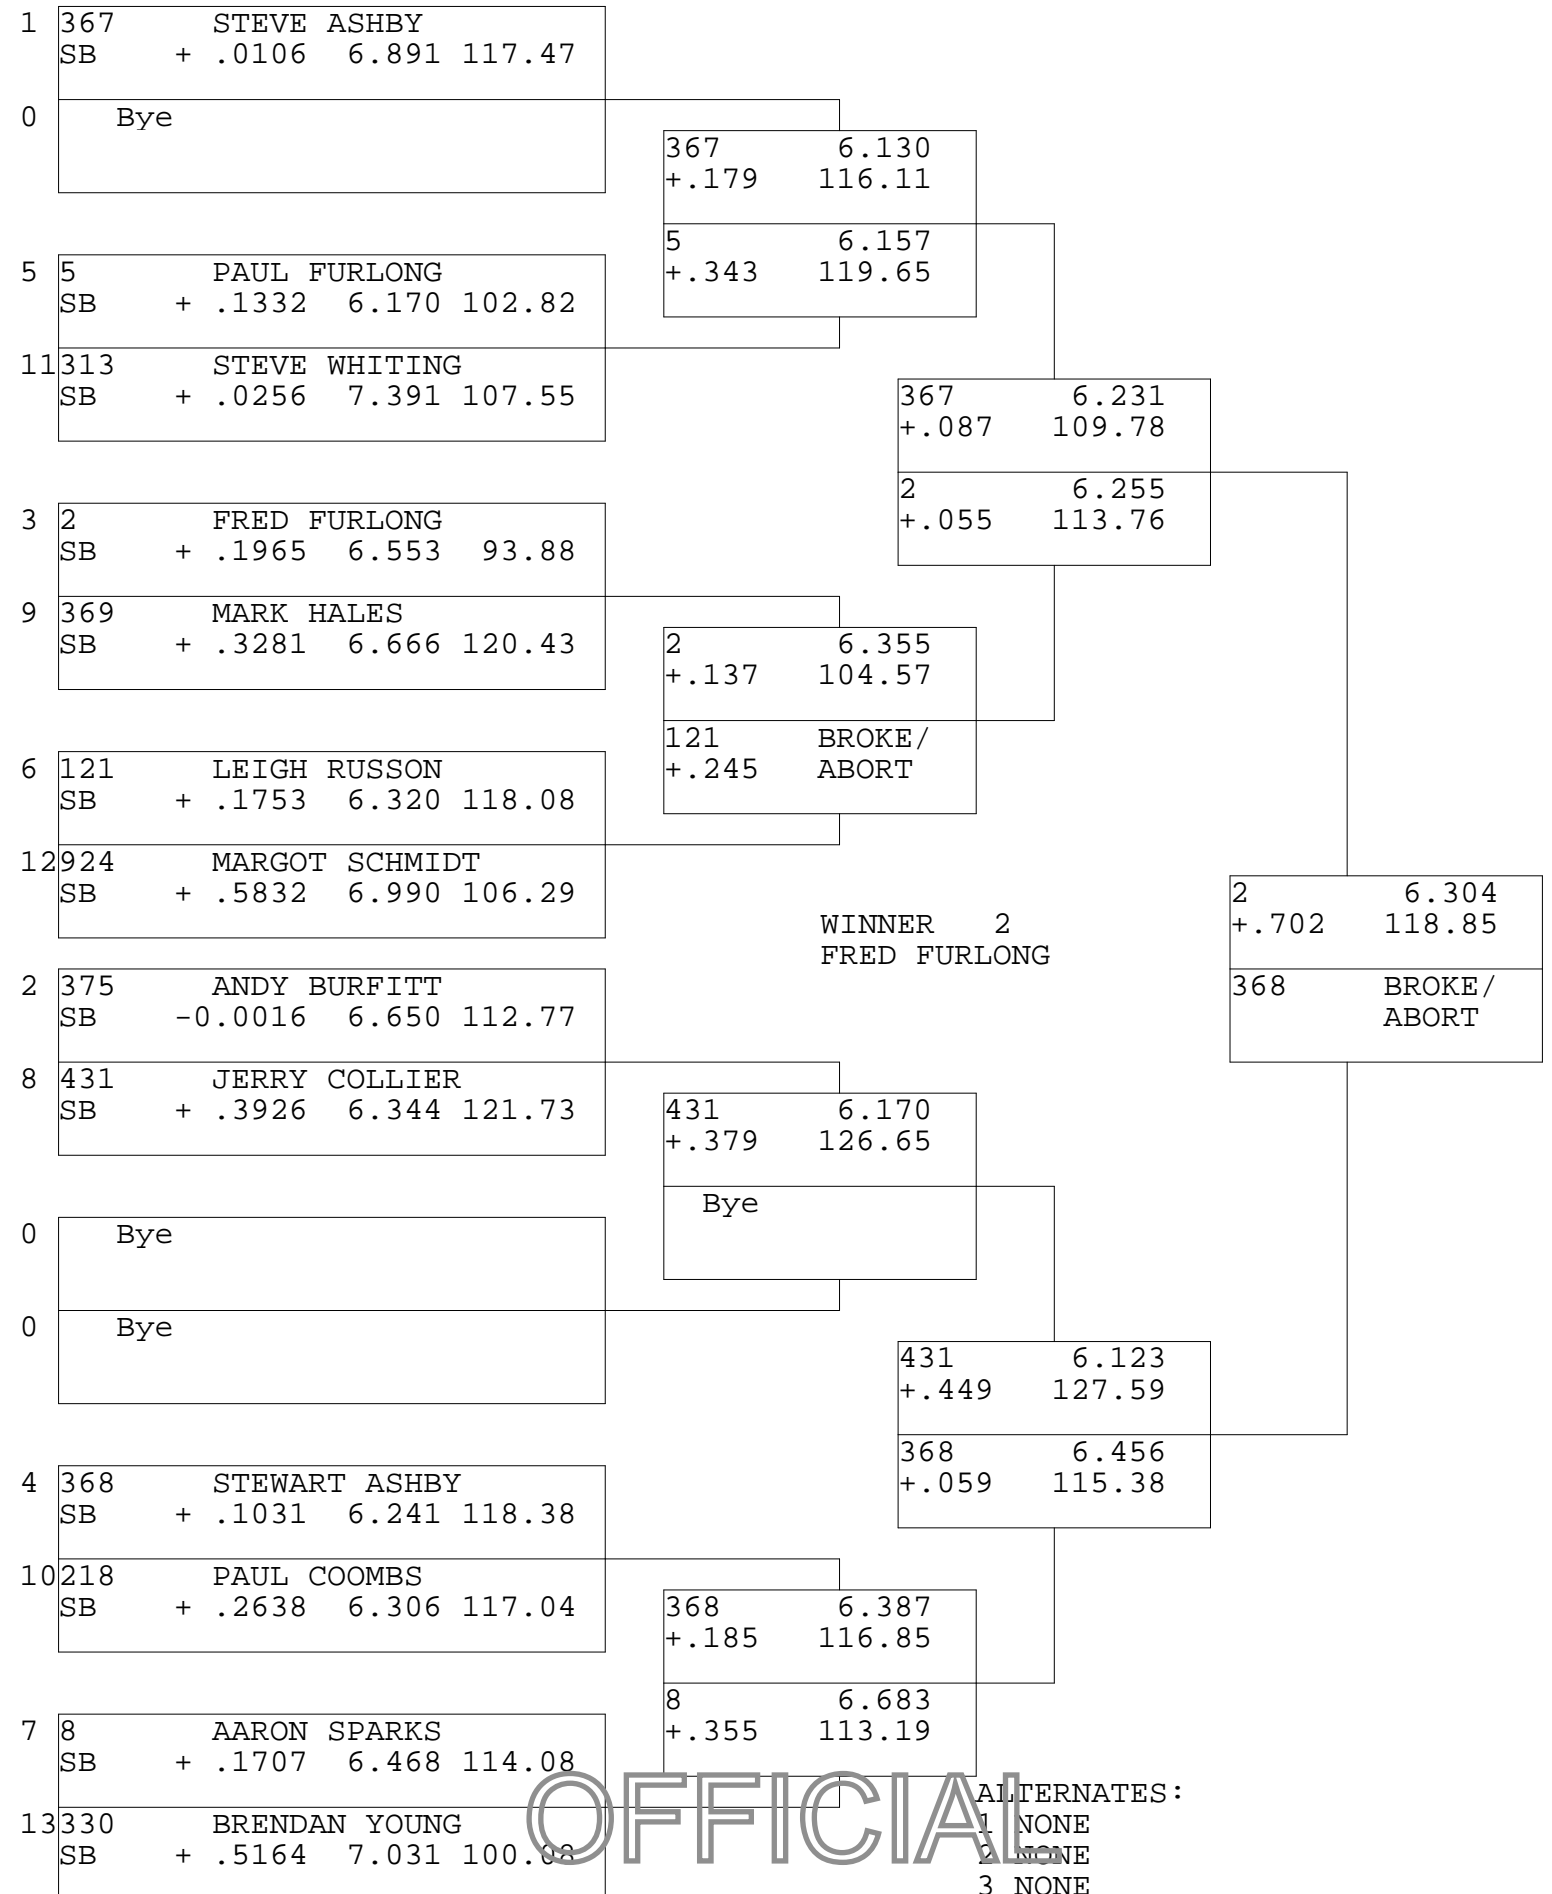 1 367 STEVE ASHBY
SB + .0106 6.891 117.47
0 Bye
367 6.130
+.179 116.11
5 6.157
+.343 119.65
5 5 PAUL FURLONG
SB + .1332 6.170 102.82
11 313 STEVE WHITING
SB + .0256 7.391 107.55
367 6.231
+.087 109.78
2 6.255
+.055 113.76
3 2 FRED FURLONG
SB + .1965 6.553 93.88
9 369 MARK HALES
SB + .3281 6.666 120.43
2 6.355
+.137 104.57
121 BROKE/
+.245 ABORT
6 121 LEIGH RUSSON
SB + .1753 6.320 118.08
12 924 MARGOT SCHMIDT
SB + .5832 6.990 106.29
WINNER 2
FRED FURLONG
2 6.304
+.702 118.85
368 BROKE/
ABORT
2 375 ANDY BURFITT
SB -0.0016 6.650 112.77
8 431 JERRY COLLIER
SB + .3926 6.344 121.73
431 6.170
+.379 126.65
Bye
0 Bye
0 Bye
431 6.123
+.449 127.59
368 6.456
+.059 115.38
4 368 STEWART ASHBY
SB + .1031 6.241 118.38
10 218 PAUL COOMBS
SB + .2638 6.306 117.04
368 6.387
+.185 116.85
8 6.683
+.355 113.19
7 8 AARON SPARKS
SB + .1707 6.468 114.08
13 330 BRENDAN YOUNG
SB + .5164 7.031 100.08
OFFICIAL
ALTERNATES:
1 NONE
2 NONE
3 NONE